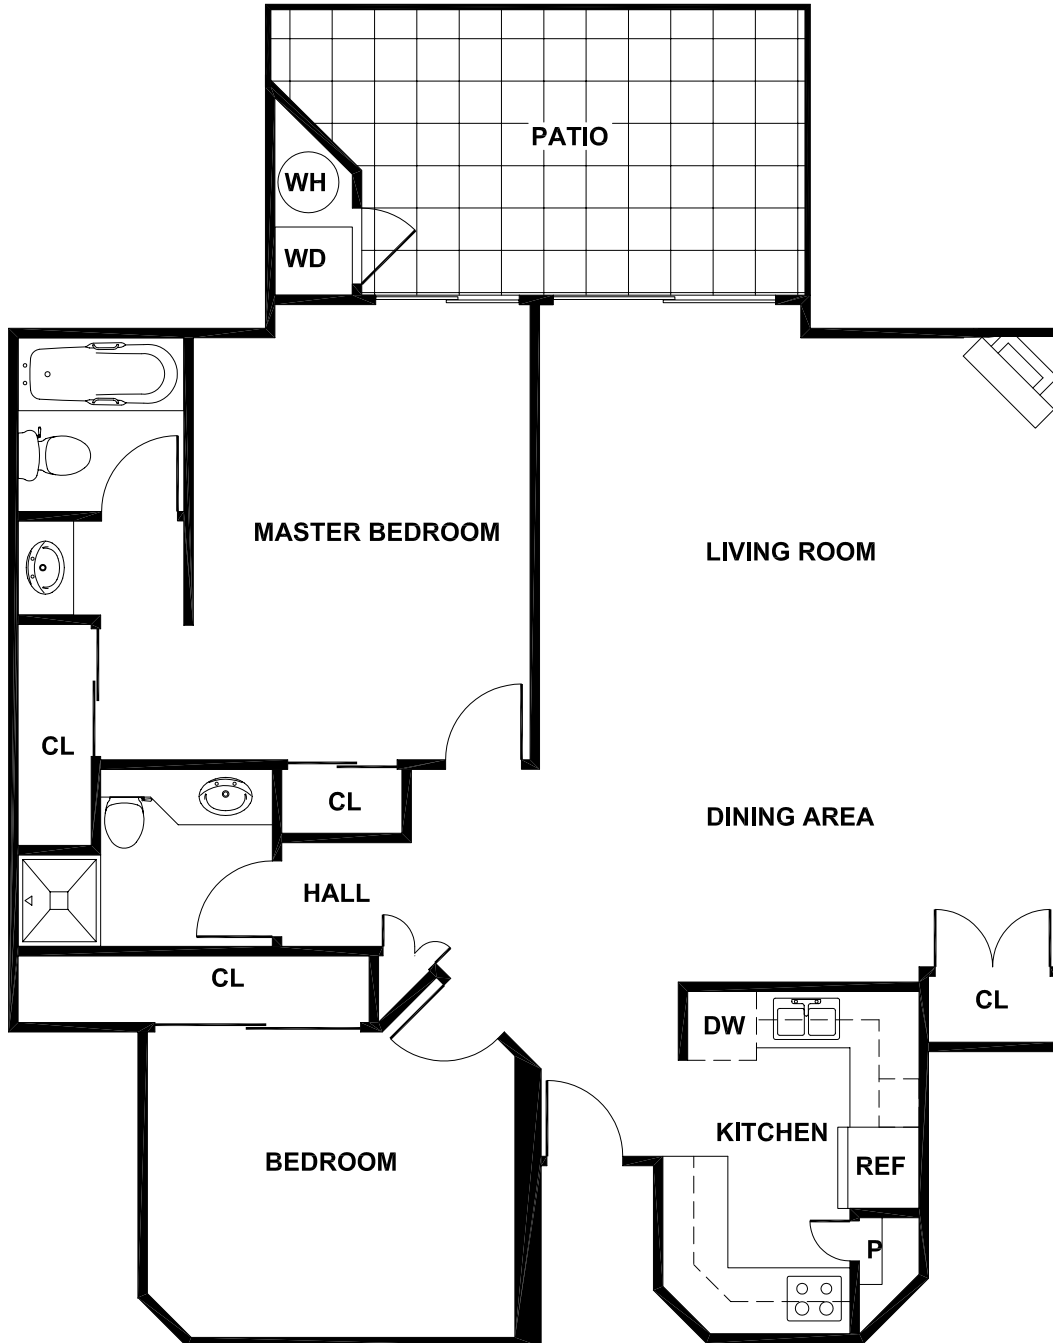 PATIO
WH
WD
MASTER BEDROOM
LIVING ROOM
CL
CL
DINING AREA
HALL
CL
CL
DW
KITCHEN
BEDROOM
REF
P